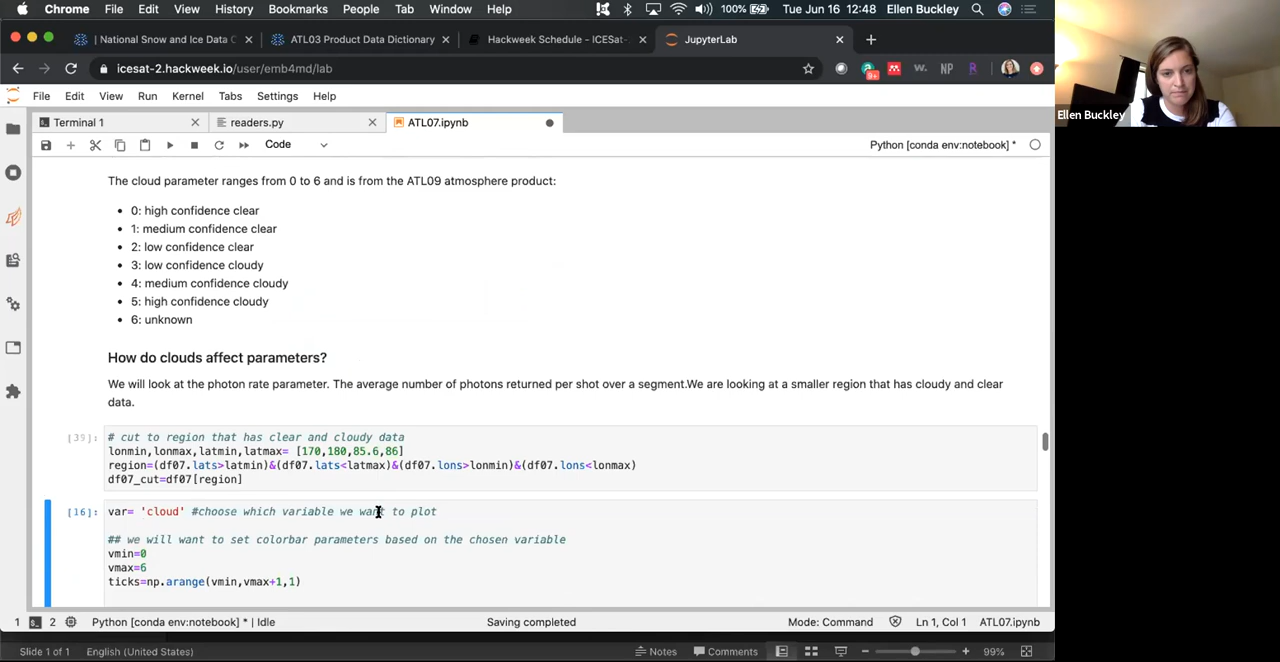 Chrome File Edit View History Bookmarks People Tab Window Help 100% Tue Jun 16 12:48 Ellen Buckley
| National Snow and Ice Data C ATL03 Product Data Dictionary Hackweek Schedule - ICESat- JupyterLab
icesat-2.hackweek.io/user/emb4md/lab 9+ w. NP R
File Edit View Run Kernel Tabs Settings Help
Ellen Buckley
Terminal 1 readers.py ATL07.ipynb
Code Python [conda env:notebook] *
The cloud parameter ranges from 0 to 6 and is from the ATL09 atmosphere product:
• 0: high confidence clear
• 1: medium confidence clear
• 2: low confidence clear
• 3: low confidence cloudy
• 4: medium confidence cloudy
• 5: high confidence cloudy
• 6: unknown
How do clouds affect parameters?
We will look at the photon rate parameter. The average number of photons returned per shot over a segment.We are looking at a smaller region that has cloudy and clear
data.
[39]: # cut to region that has clear and cloudy data
lonmin,lonmax,latmin,latmax= [170,180,85.6,86]
region=(df07.lats>latmin)&(df07.lats<latmax)&(df07.lons>lonmin)&(df07.lons<lonmax)
df07_cut=df07[region]
[16]: var= 'cloud' #choose which variable we want to plot
## we will want to set colorbar parameters based on the chosen variable
vmin=0
vmax=6
ticks=np.arange(vmin,vmax+1,1)
1 2 Python [conda env:notebook] * | Idle Saving completed Mode: Command Ln 1, Col 1 ATL07.ipynb
Slide 1 of 1 English (United States) Notes Comments 99%